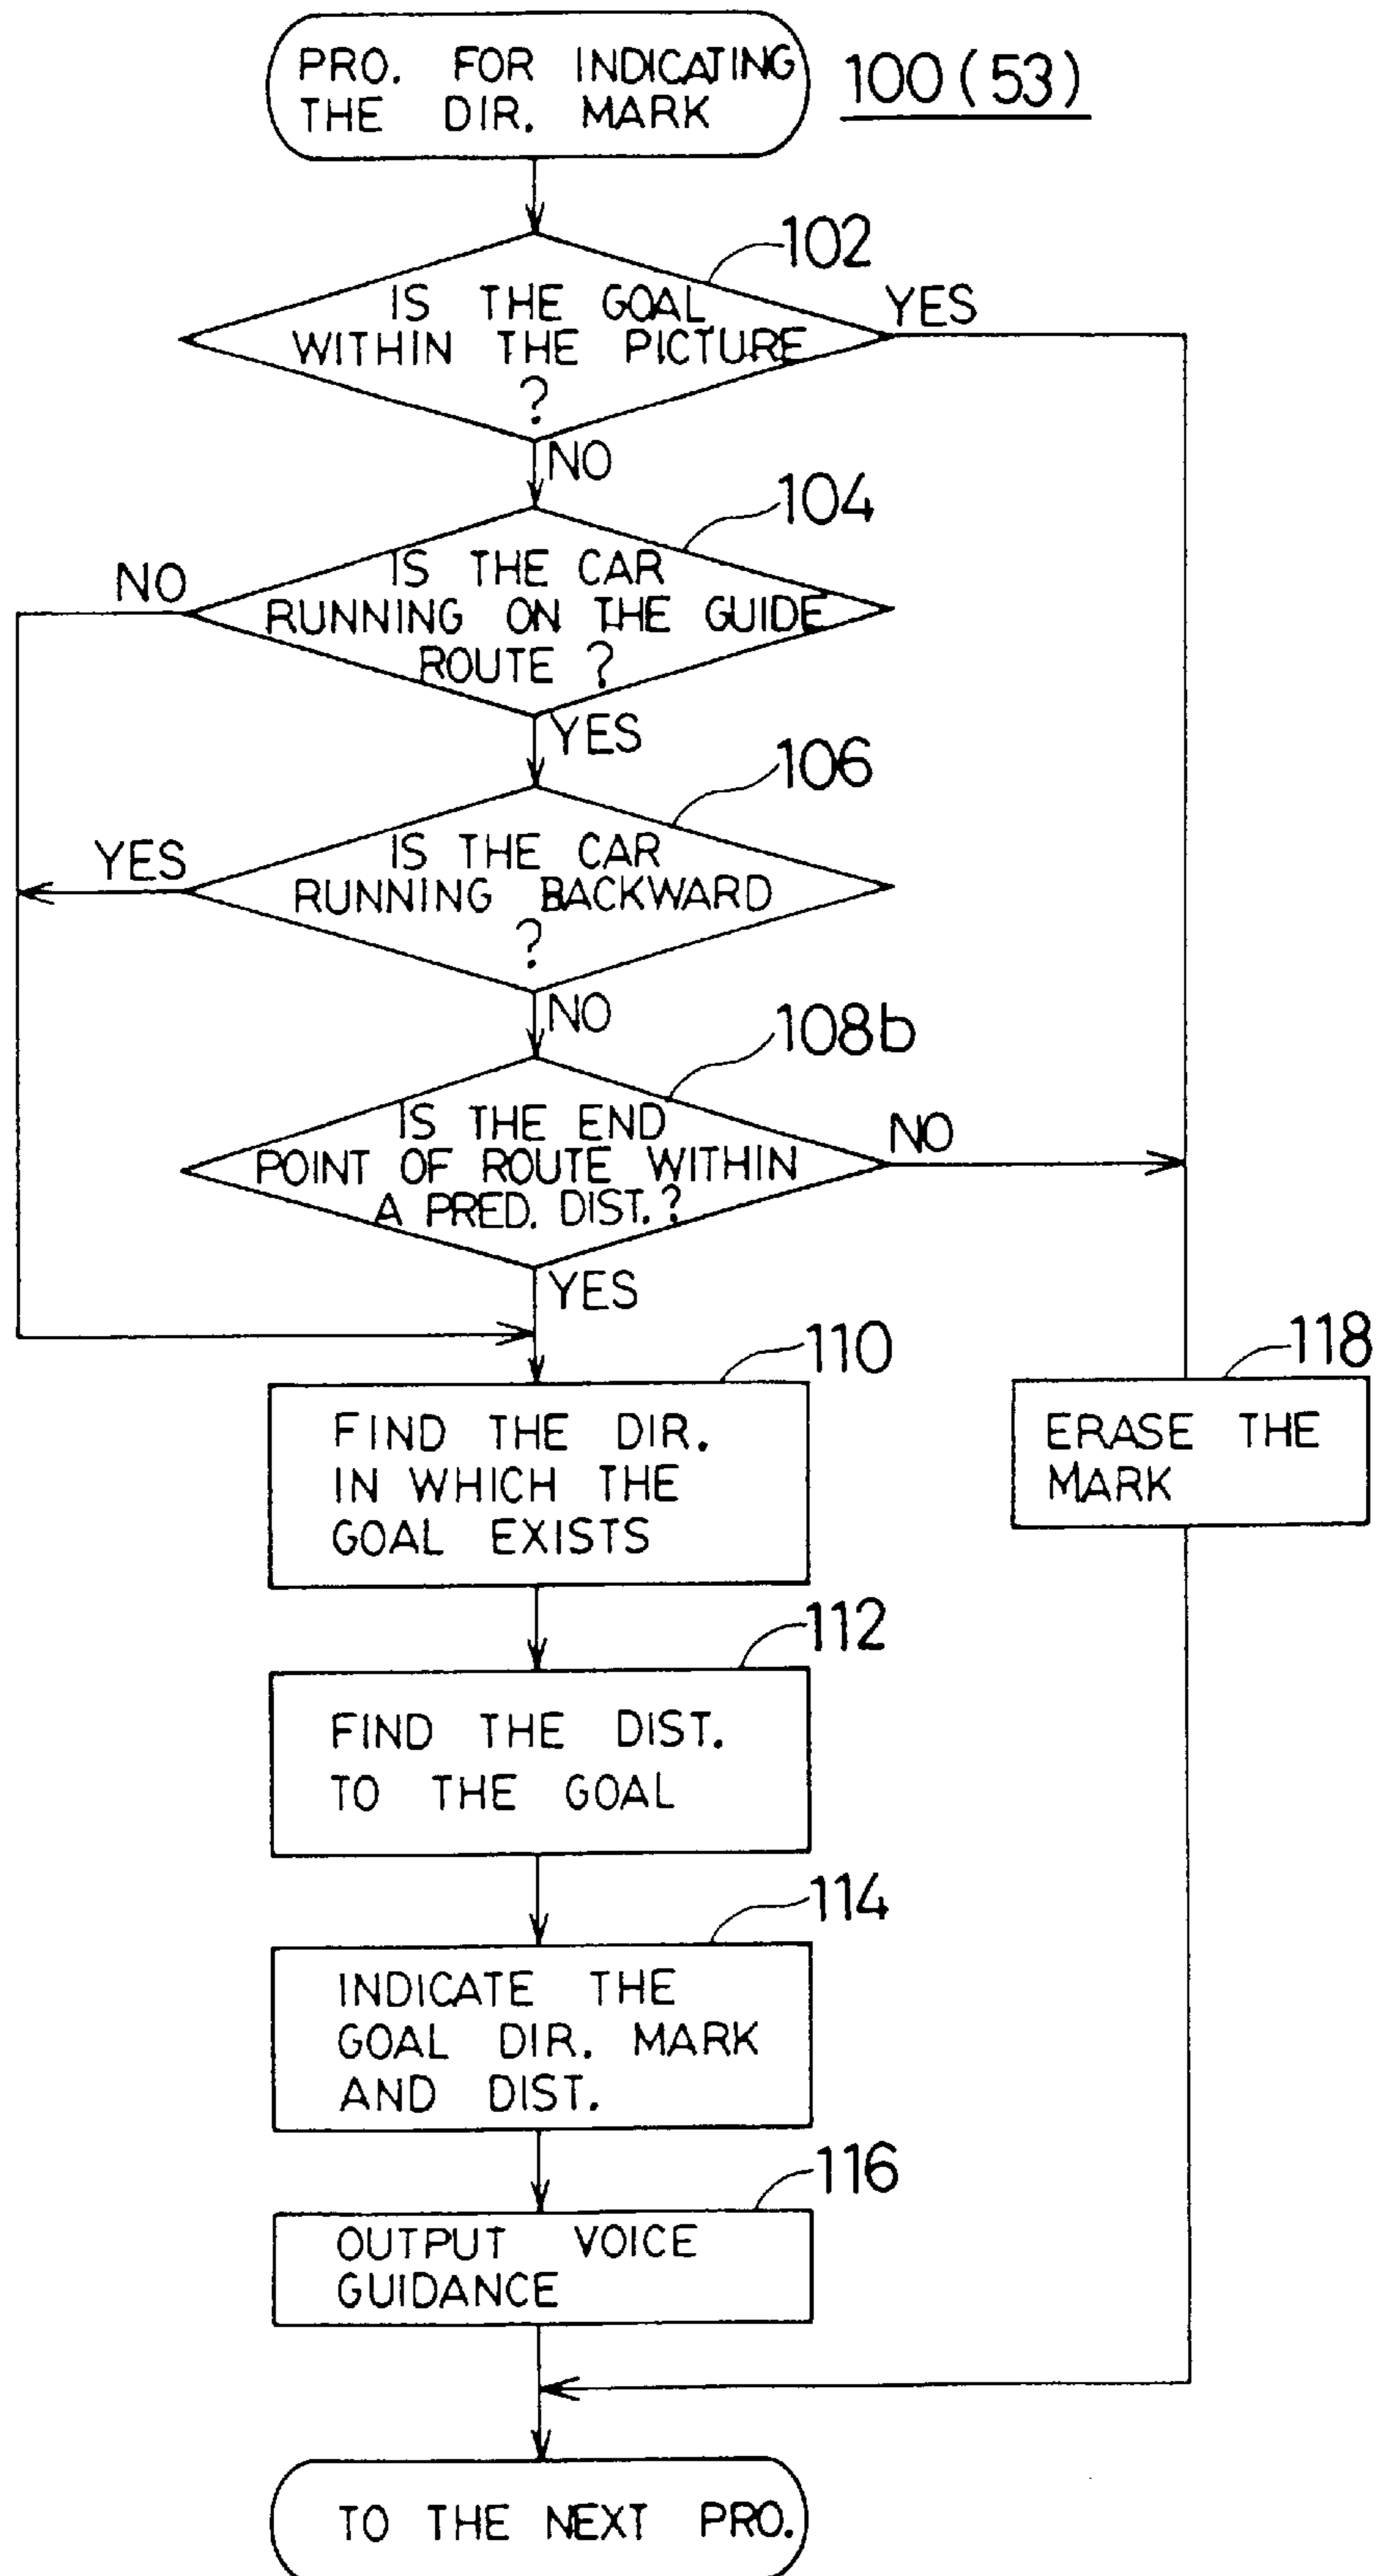 PRO. FOR INDICATING
THE DIR. MARK
100 (53)
102
IS THE GOAL
WITHIN THE PICTURE
?
YES
NO
104
IS THE CAR
RUNNING ON THE GUIDE
ROUTE ?
NO
YES
106
IS THE CAR
RUNNING BACKWARD
?
YES
NO
108b
IS THE END
POINT OF ROUTE WITHIN
A PRED. DIST.?
NO
YES
110
FIND THE DIR.
IN WHICH THE
GOAL EXISTS
118
ERASE THE
MARK
112
FIND THE DIST.
TO THE GOAL
114
INDICATE THE
GOAL DIR. MARK
AND DIST.
116
OUTPUT VOICE
GUIDANCE
TO THE NEXT PRO.